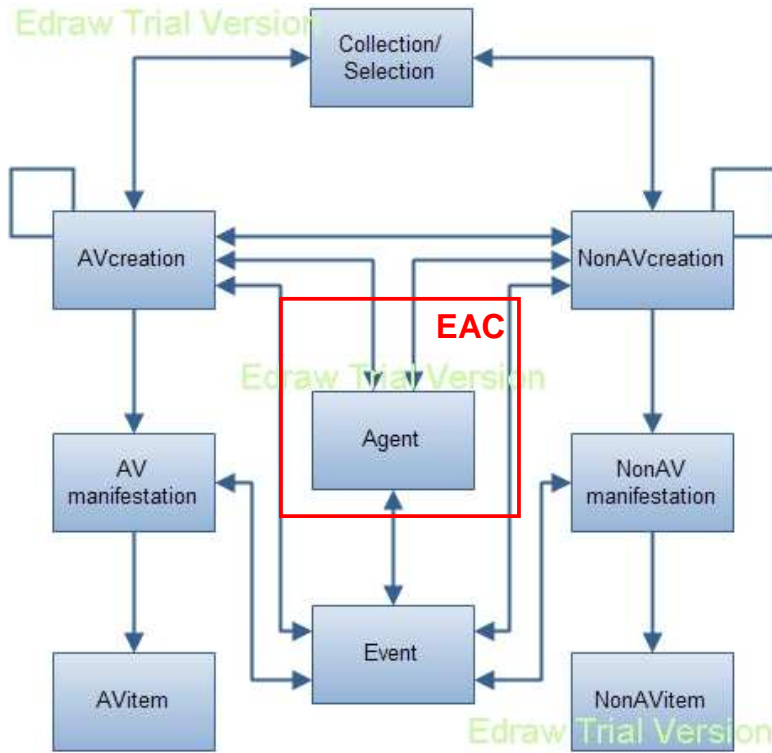 Edraw Trial Version
Collection/
Selection
AVcreation
NonAVcreation
EAC
Edraw Trial Version
Agent
AV
manifestation
NonAV
manifestation
Event
AVitem
NonAVitem
Edraw Trial Version